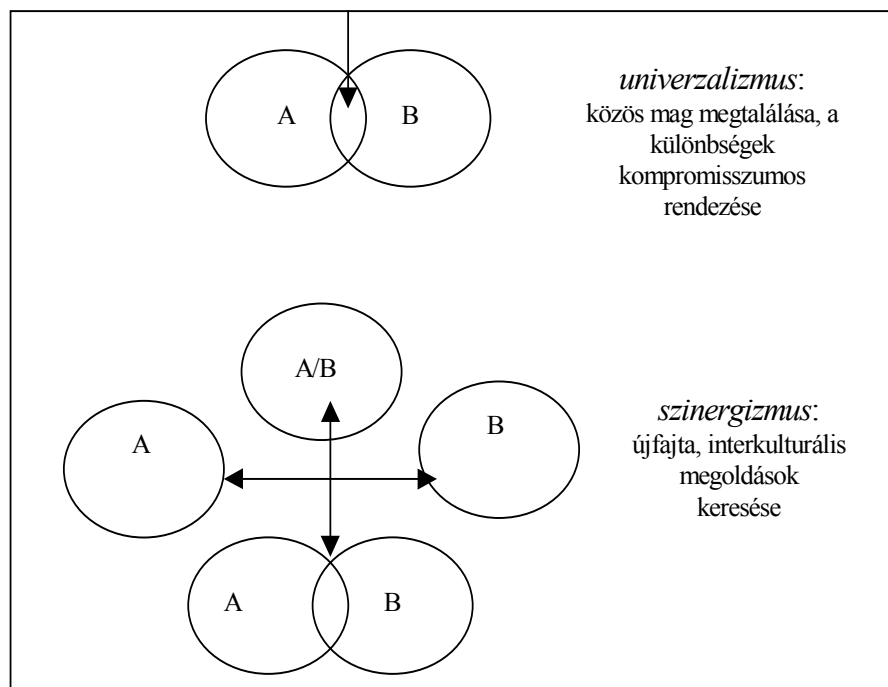 A B
univerzalizmus:
közös mag megtalálása, a
különbségek
kompromisszumos
rendezése
A/B
A
B
szinergizmus:
újfajta, interkulturális
megoldások
keresése
A B